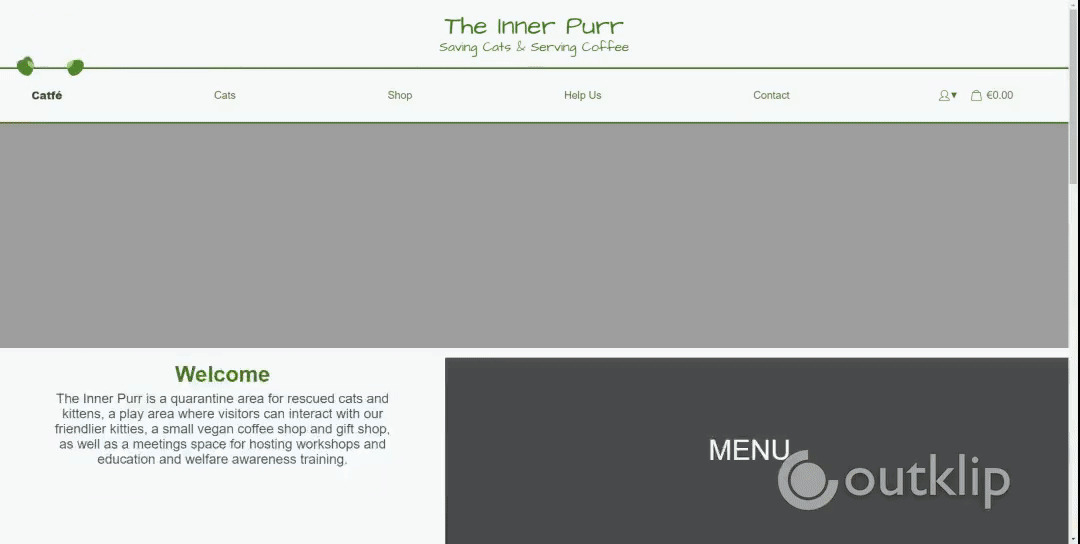 The Inner Purr
Saving Cats & Serving Coffee
Catfé
Cats
Shop
Help Us
Contact
€0.00
Welcome
The Inner Purr is a quarantine area for rescued cats and
kittens, a play area where visitors can interact with our
friendlier kitties, a small vegan coffee shop and gift shop,
as well as a meetings space for hosting workshops and
education and welfare awareness training.
MENU
outklip